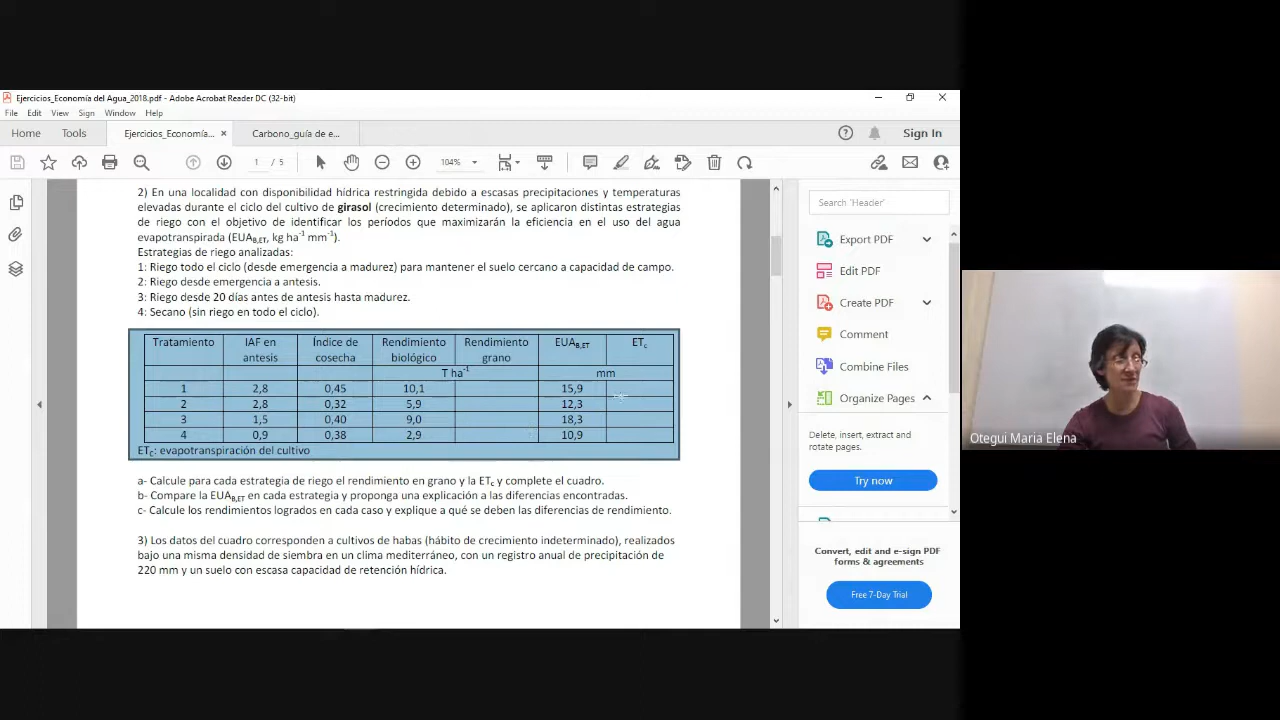 Ejercicios_Economía del Agua_2018.pdf - Adobe Acrobat Reader DC (32-bit)
File Edit View Sign Window Help
Home Tools Ejercicios_Economía... × Carbono_guía de e... Sign In
1 / 5 104%
2) En una localidad con disponibilidad hídrica restringida debido a escasas precipitaciones y temperaturas
elevadas durante el ciclo del cultivo de girasol (crecimiento determinado), se aplicaron distintas estrategias
de riego con el objetivo de identificar los períodos que maximizarán la eficiencia en el uso del agua
evapotranspirada (EUAB,ET, kg ha-1 mm-1).
Estrategias de riego analizadas:
1: Riego todo el ciclo (desde emergencia a madurez) para mantener el suelo cercano a capacidad de campo.
2: Riego desde emergencia a antesis.
3: Riego desde 20 días antes de antesis hasta madurez.
4: Secano (sin riego en todo el ciclo).
Tratamiento IAF en antesis Índice de cosecha Rendimiento biológico Rendimiento grano EUAB,ET ETc
T ha-1 mm
1 2,8 0,45 10,1 15,9
2 2,8 0,32 5,9 12,3
3 1,5 0,40 9,0 18,3
4 0,9 0,38 2,9 10,9
ETC: evapotranspiración del cultivo
a- Calcule para cada estrategia de riego el rendimiento en grano y la ETc y complete el cuadro.
b- Compare la EUAB,ET en cada estrategia y proponga una explicación a las diferencias encontradas.
c- Calcule los rendimientos logrados en cada caso y explique a qué se deben las diferencias de rendimiento.
3) Los datos del cuadro corresponden a cultivos de habas (hábito de crecimiento indeterminado), realizados
bajo una misma densidad de siembra en un clima mediterráneo, con un registro anual de precipitación de
220 mm y un suelo con escasa capacidad de retención hídrica.
Search 'Header'
Export PDF
Edit PDF
Create PDF
Comment
Combine Files
Organize Pages
Delete, insert, extract and
rotate pages.
Try now
Convert, edit and e-sign PDF
forms & agreements
Free 7-Day Trial
Otegui Maria Elena